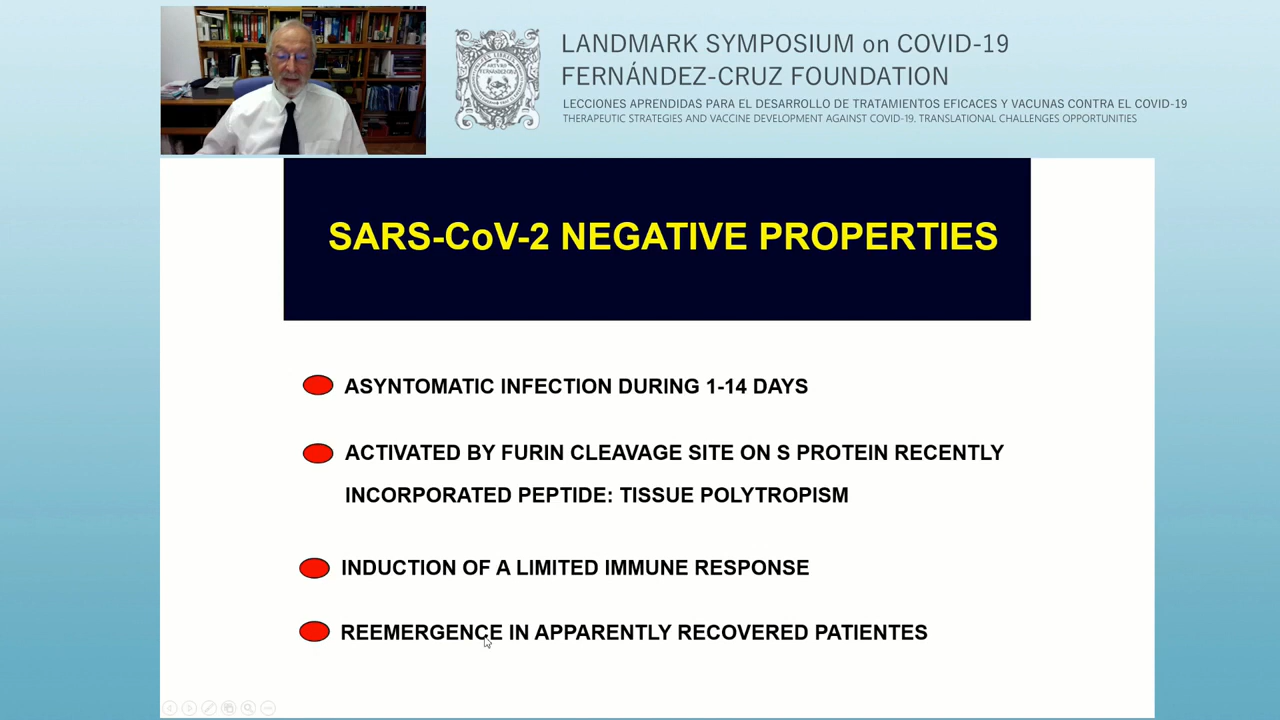 LANDMARK SYMPOSIUM on COVID-19
FERNÁNDEZ-CRUZ FOUNDATION
LECCIONES APRENDIDAS PARA EL DESARROLLO DE TRATAMIENTOS EFICACES Y VACUNAS CONTRA EL COVID-19
THERAPEUTIC STRATEGIES AND VACCINE DEVELOPMENT AGAINST COVID-19. TRANSLATIONAL CHALLENGES OPPORTUNITIES
SARS-CoV-2 NEGATIVE PROPERTIES
ASYNTOMATIC INFECTION DURING 1-14 DAYS
ACTIVATED BY FURIN CLEAVAGE SITE ON S PROTEIN RECENTLY
INCORPORATED PEPTIDE: TISSUE POLYTROPISM
INDUCTION OF A LIMITED IMMUNE RESPONSE
REEMERGENCE IN APPARENTLY RECOVERED PATIENTES